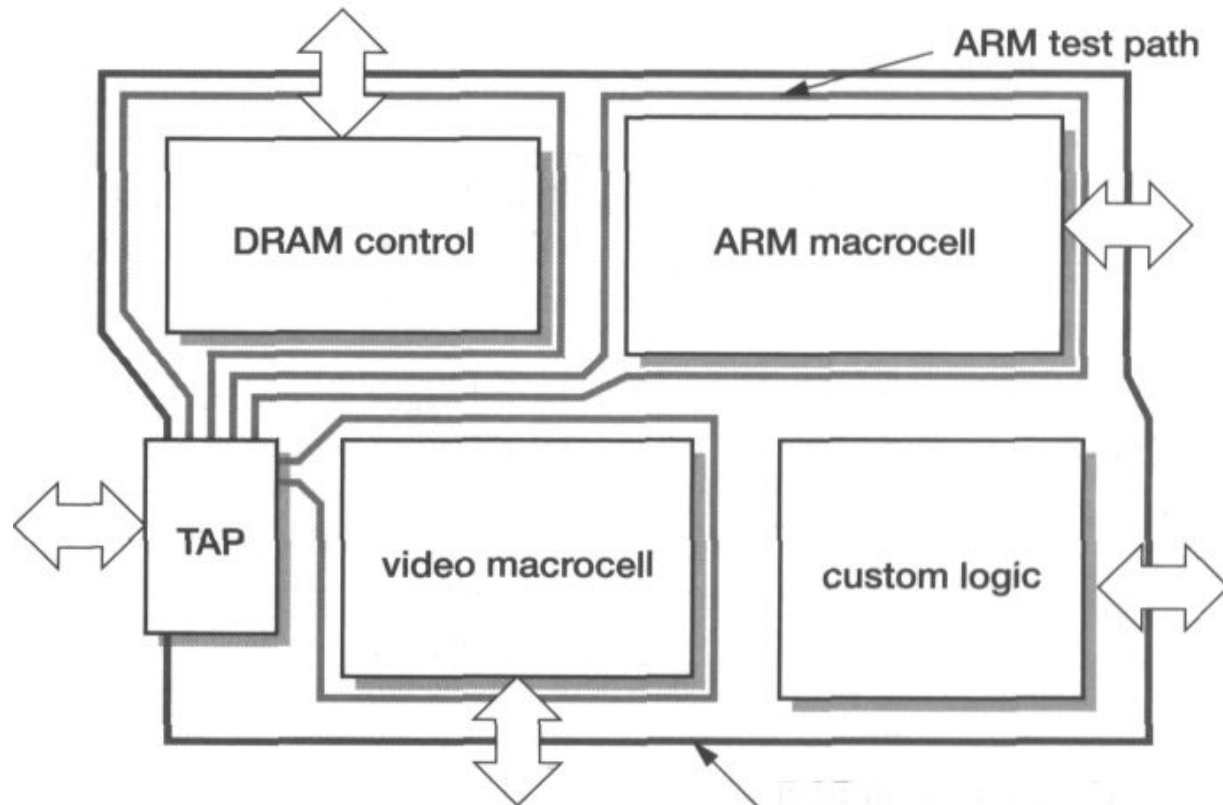 ARM test path
DRAM control
ARM macrocell
TAP
video macrocell
custom logic